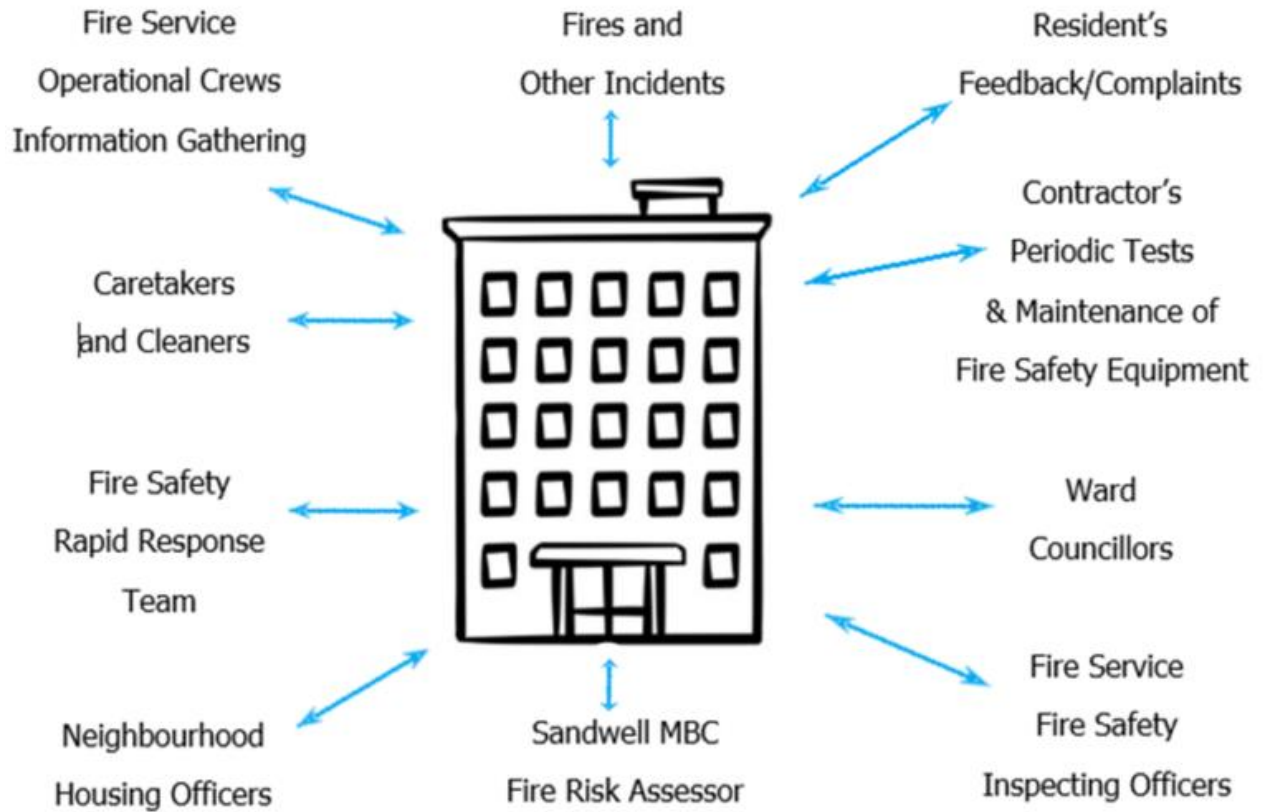 Fire Service
Operational Crews
Information Gathering
Fires and
Other Incidents
Resident's
Feedback/Complaints
Contractor's
Periodic Tests
& Maintenance of
Fire Safety Equipment
Caretakers
and Cleaners
Fire Safety
Rapid Response
Team
Ward
Councillors
Neighbourhood
Housing Officers
Sandwell MBC
Fire Risk Assessor
Fire Service
Fire Safety
Inspecting Officers